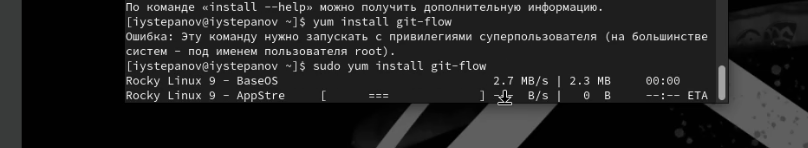 По команде «install --help» можно получить дополнительную информацию.
[iystepanov@iystepanov ~]$ yum install git-flow
Ошибка: Эту команду нужно запускать с привилегиями суперпользователя (на большинстве
систем - под именем пользователя root).
[iystepanov@iystepanov ~]$ sudo yum install git-flow
Rocky Linux 9 - BaseOS 2.7 MB/s | 2.3 MB 00:00
Rocky Linux 9 - AppStre [ === ] B/s | 0 B --:-- ETA